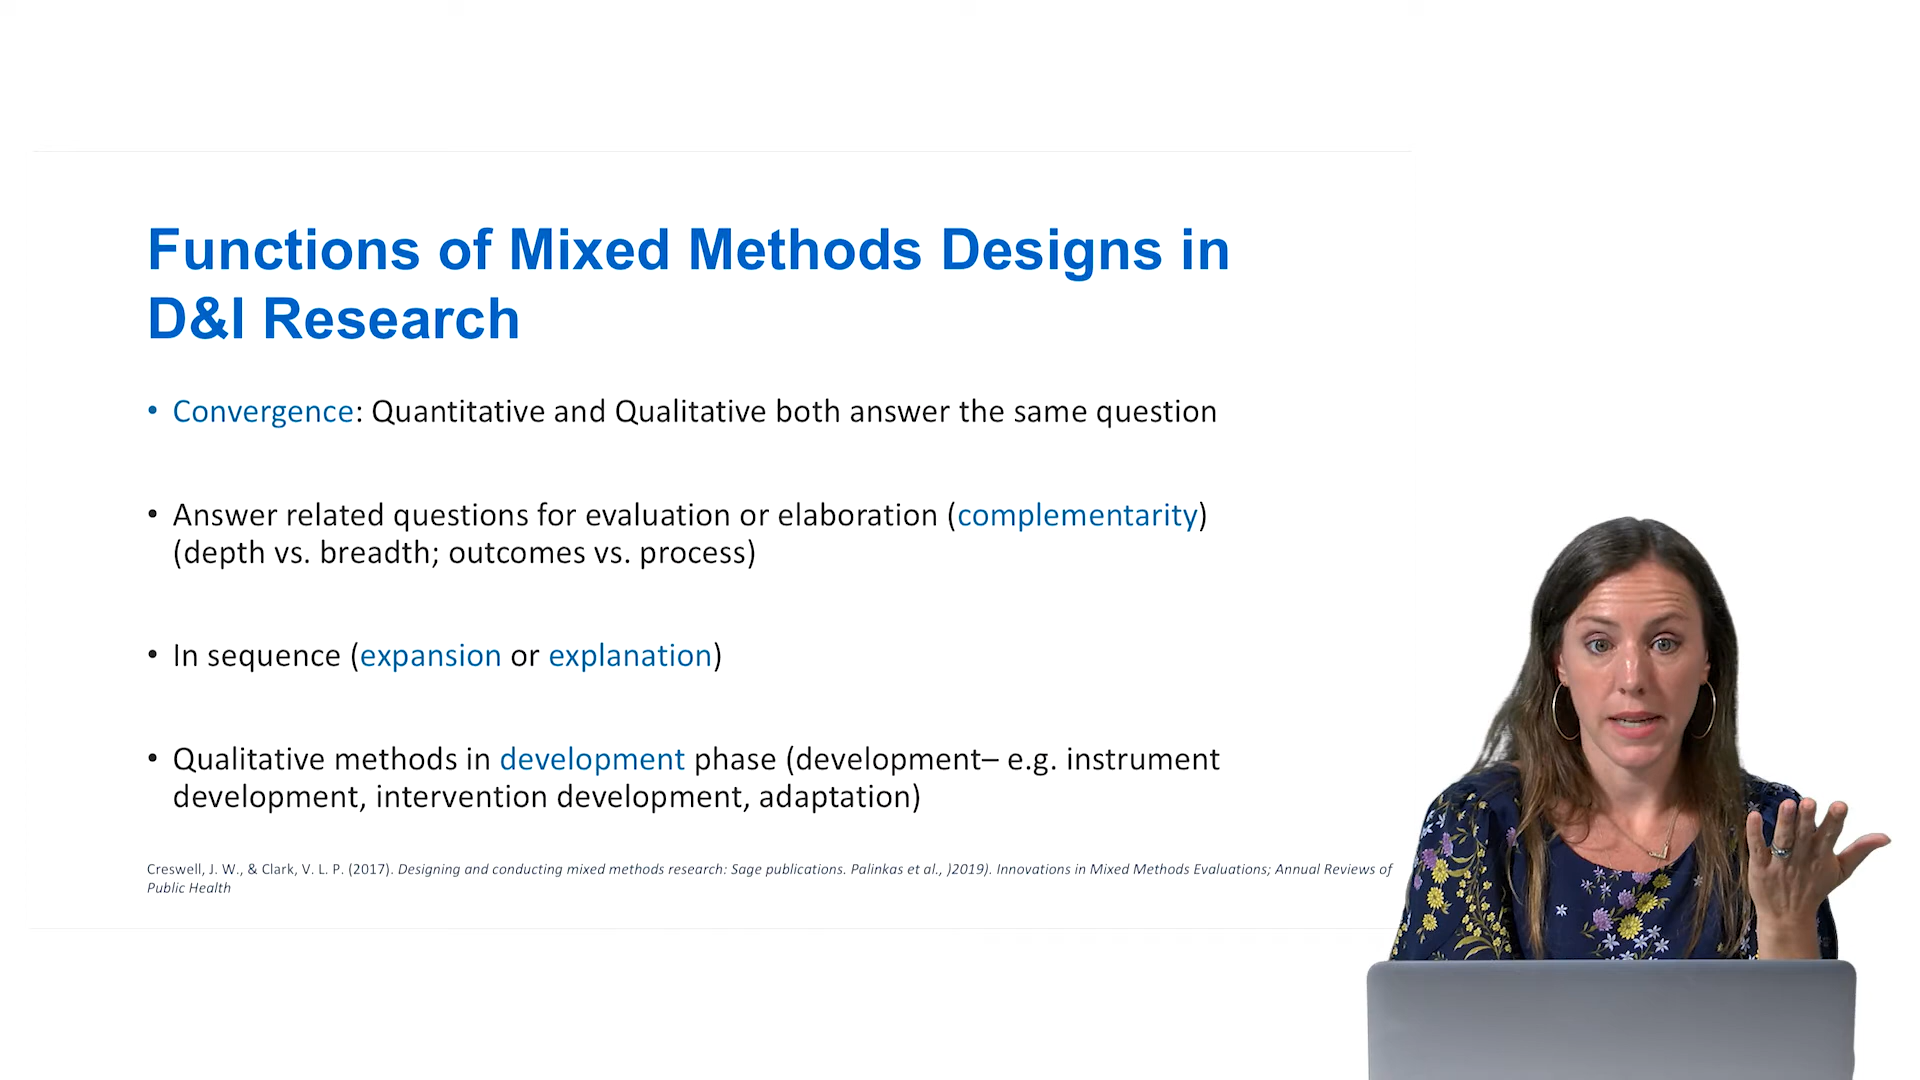 Functions of Mixed Methods Designs in
D&I Research
• Convergence: Quantitative and Qualitative both answer the same question
• Answer related questions for evaluation or elaboration (complementarity)
(depth vs. breadth; outcomes vs. process)
• In sequence (expansion or explanation)
• Qualitative methods in development phase (development– e.g. instrument
development, intervention development, adaptation)
Creswell, J. W., & Clark, V. L. P. (2017). Designing and conducting mixed methods research: Sage publications. Palinkas et al., )2019). Innovations in Mixed Methods Evaluations; Annual Reviews of
Public Health